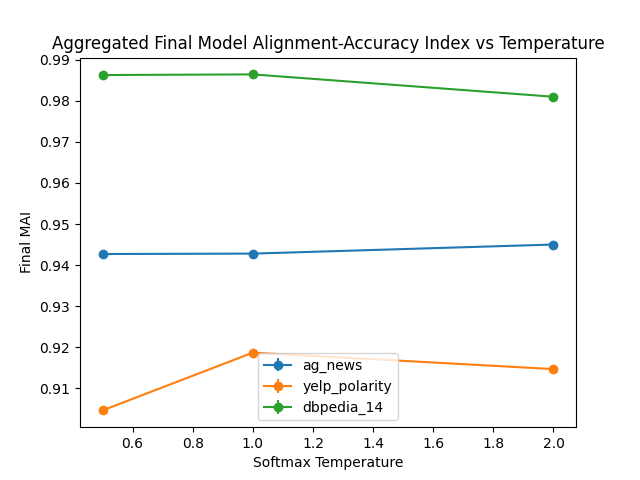 Aggregated Final Model Alignment-Accuracy Index vs Temperature
0.99
0.98
0.97
0.96
0.95
0.94
0.93
0.92
0.91
Final MAI
ag_news
yelp_polarity
dbpedia_14
0.6 0.8 1.0 1.2 1.4 1.6 1.8 2.0
Softmax Temperature